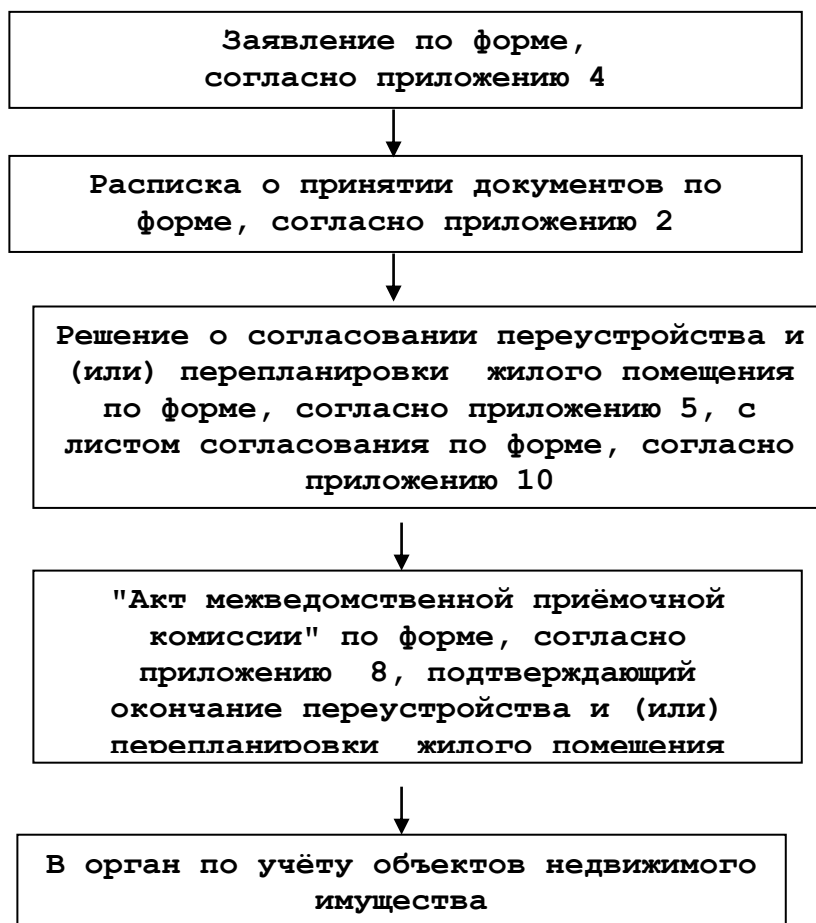 Заявление по форме,
согласно приложению 4
Расписка о принятии документов по
форме, согласно приложению 2
Решение о согласовании переустройства и
(или) перепланировки жилого помещения
по форме, согласно приложению 5, с
листом согласования по форме, согласно
приложению 10
"Акт межведомственной приёмочной
комиссии" по форме, согласно
приложению 8, подтверждающий
окончание переустройства и (или)
перепланировки жилого помещения
В орган по учёту объектов недвижимого
имущества